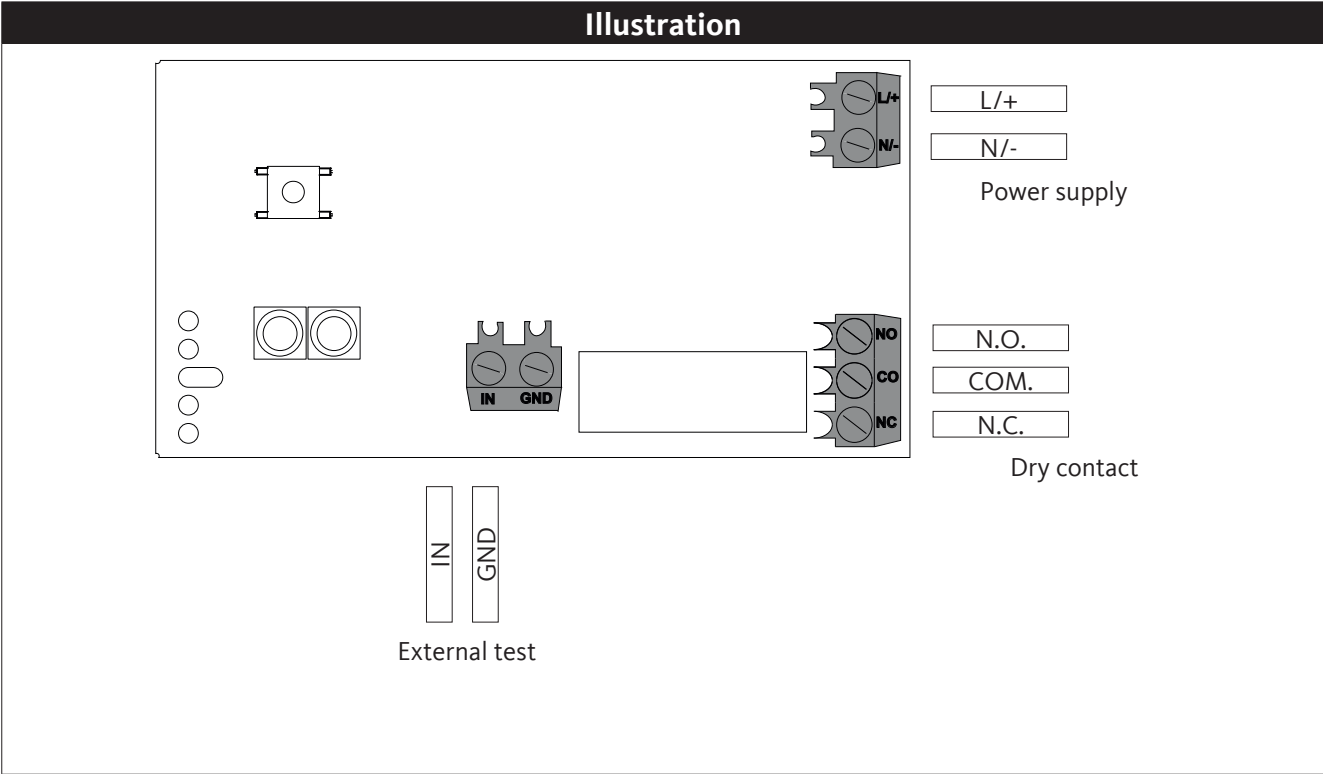 Illustration
L/+
L/+
N/-
N/-
Power supply
NO
N.O.
CO
COM.
NC
N.C.
Dry contact
IN GND
IN
GND
External test